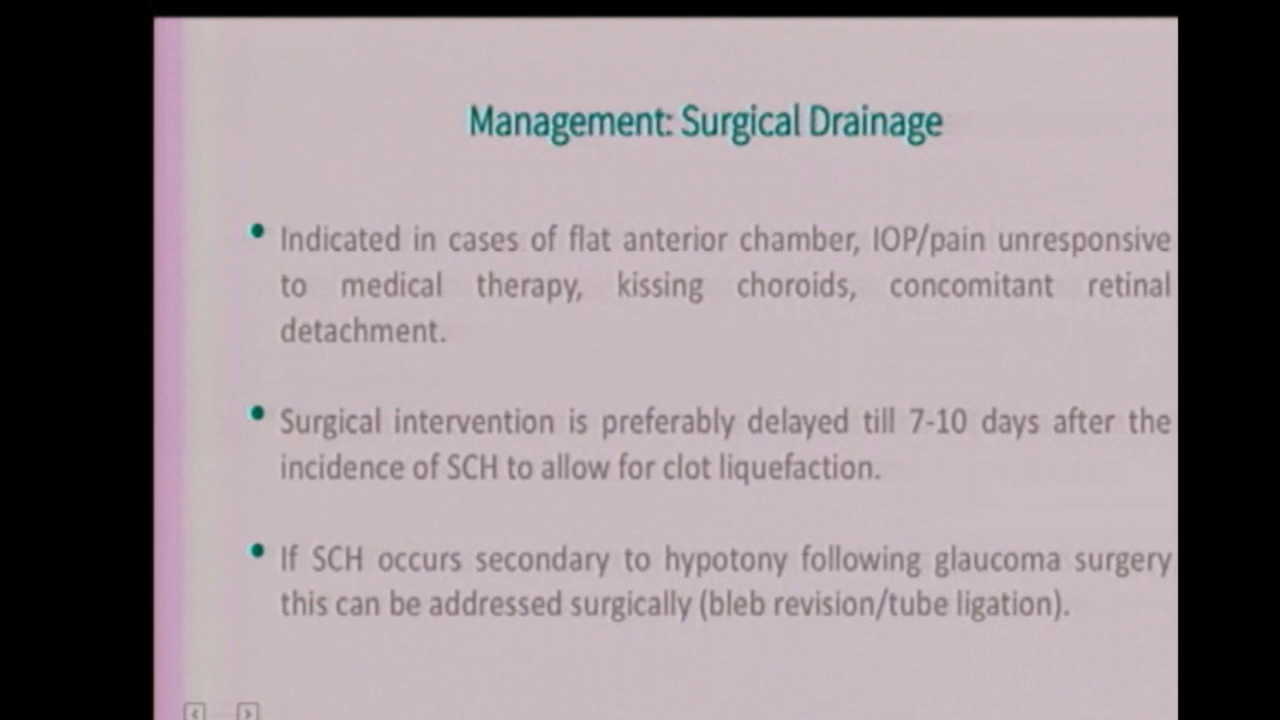 Management: Surgical Drainage
Indicated in cases of flat anterior chamber, IOP/pain unresponsive
to medical therapy, kissing choroids, concomitant retinal
detachment.
Surgical intervention is preferably delayed till 7-10 days after the
incidence of SCH to allow for clot liquefaction.
If SCH occurs secondary to hypotony following glaucoma surgery
this can be addressed surgically (bleb revision/tube ligation).